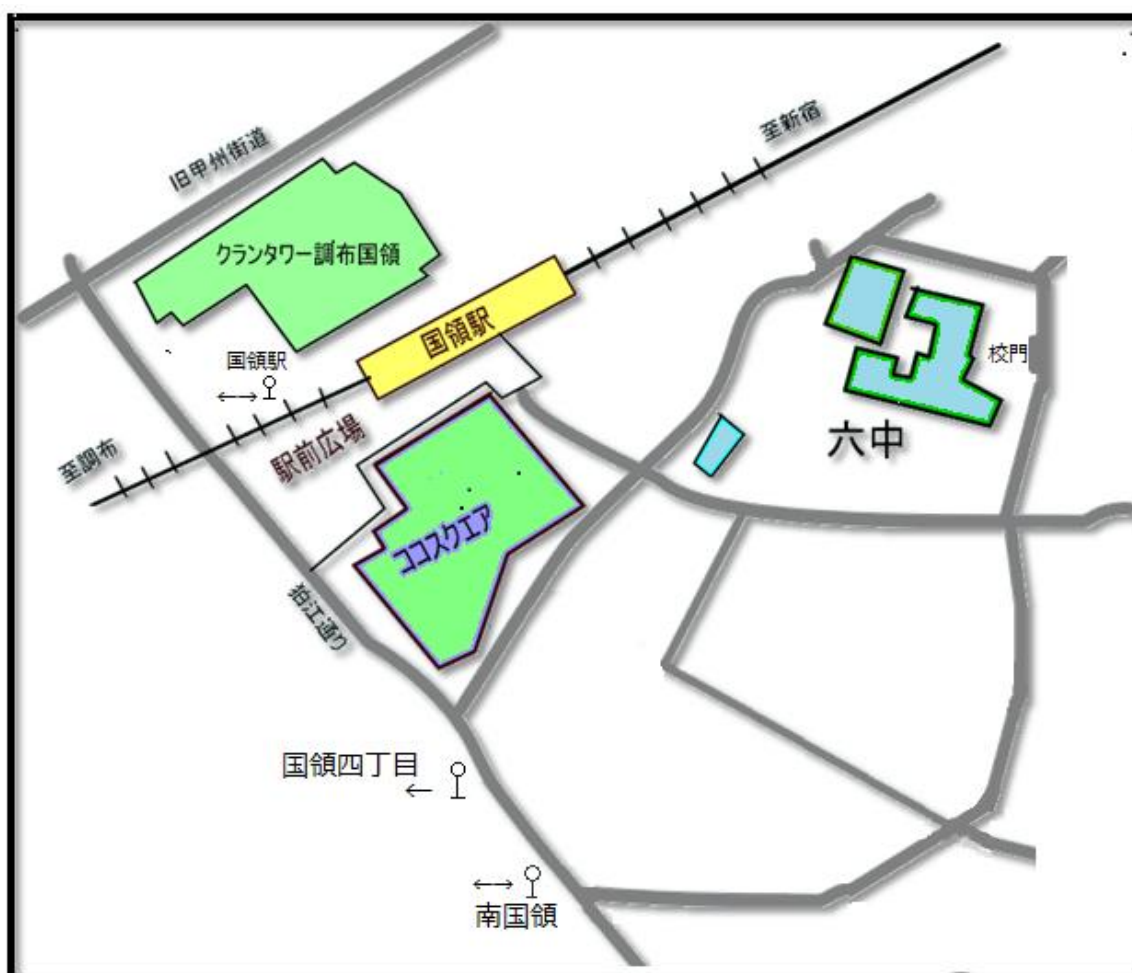 旧甲州街道
至新宿
クランタワー調布国領
国領駅
国領駅
校門
六中
至調布
駅前広場
ココスクエア
狛江通り
国領四丁目
←
南国領